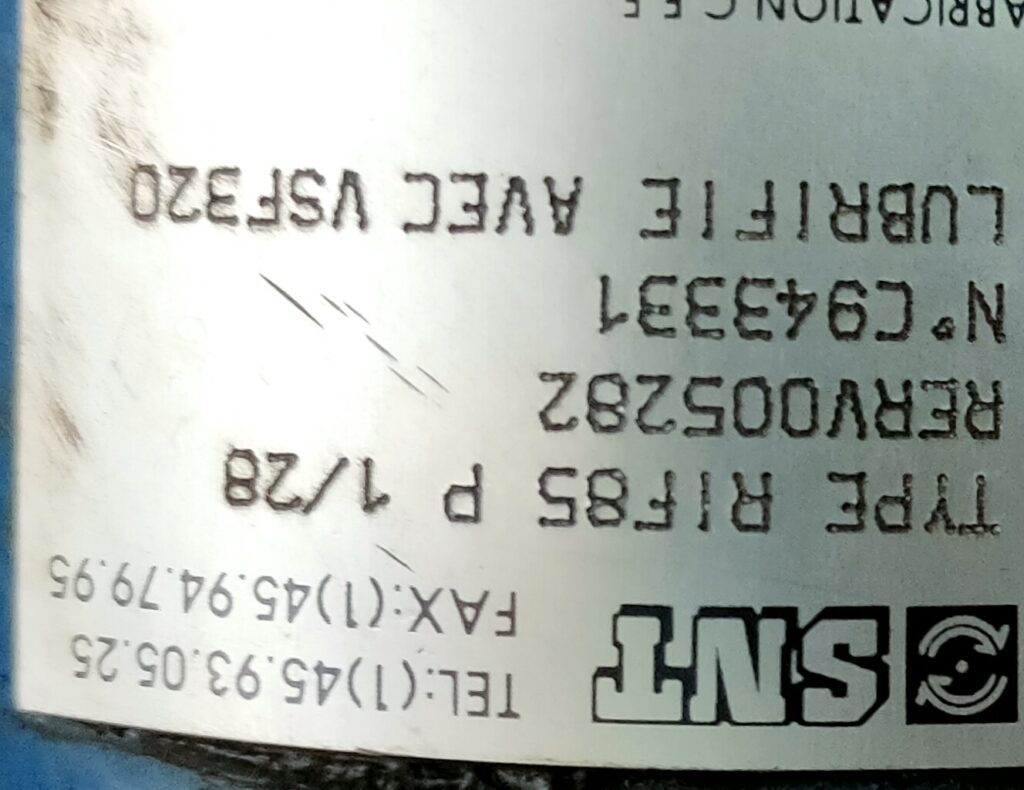 SNT
TEL:(1)45.93.05.25
FAX:(1)45.94.79.95
TYPE RIF85 P 1/28
RERV005282
N°C943331
LUBRIFIE AVEC VSF320